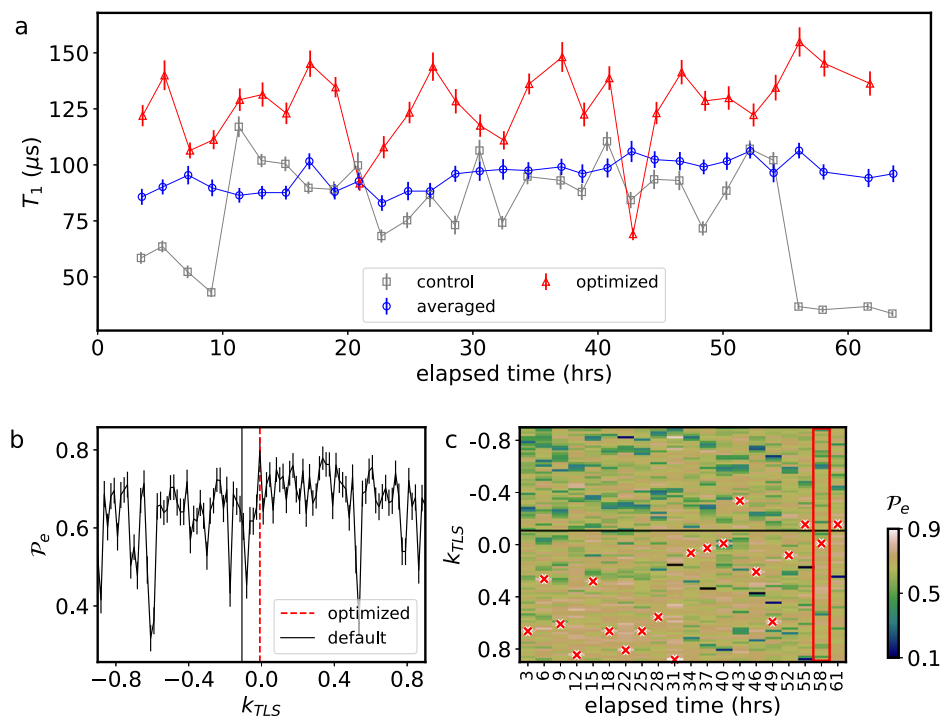 a
150
125
100
75
50
T1 (μs)
control
averaged
optimized
0 10 20 30 40 50 60
elapsed time (hrs)
b
0.8
0.6
0.4
Pe
optimized
default
−0.8 −0.4 0.0 0.4 0.8
kTLS
c
-0.8
-0.4
0.0
0.4
0.8
kTLS
3 6 9 12 15 18 22 25 28 31 34 37 40 43 46 49 52 55 58 61
elapsed time (hrs)
Pe
0.9
0.5
0.1